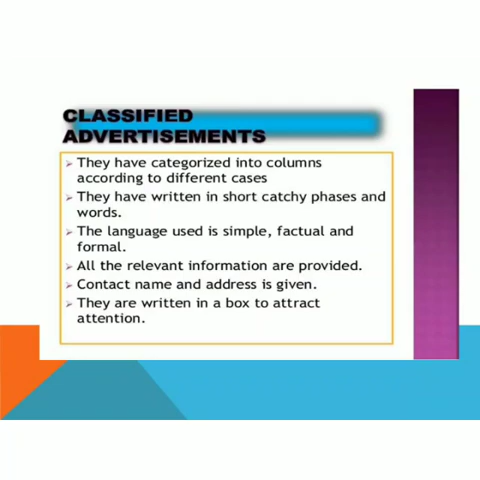 CLASSIFIED
ADVERTISEMENTS
➢ They have categorized into columns
according to different cases
➢ They have written in short catchy phases and
words.
➢ The language used is simple, factual and
formal.
➢ All the relevant information are provided.
➢ Contact name and address is given.
➢ They are written in a box to attract
attention.